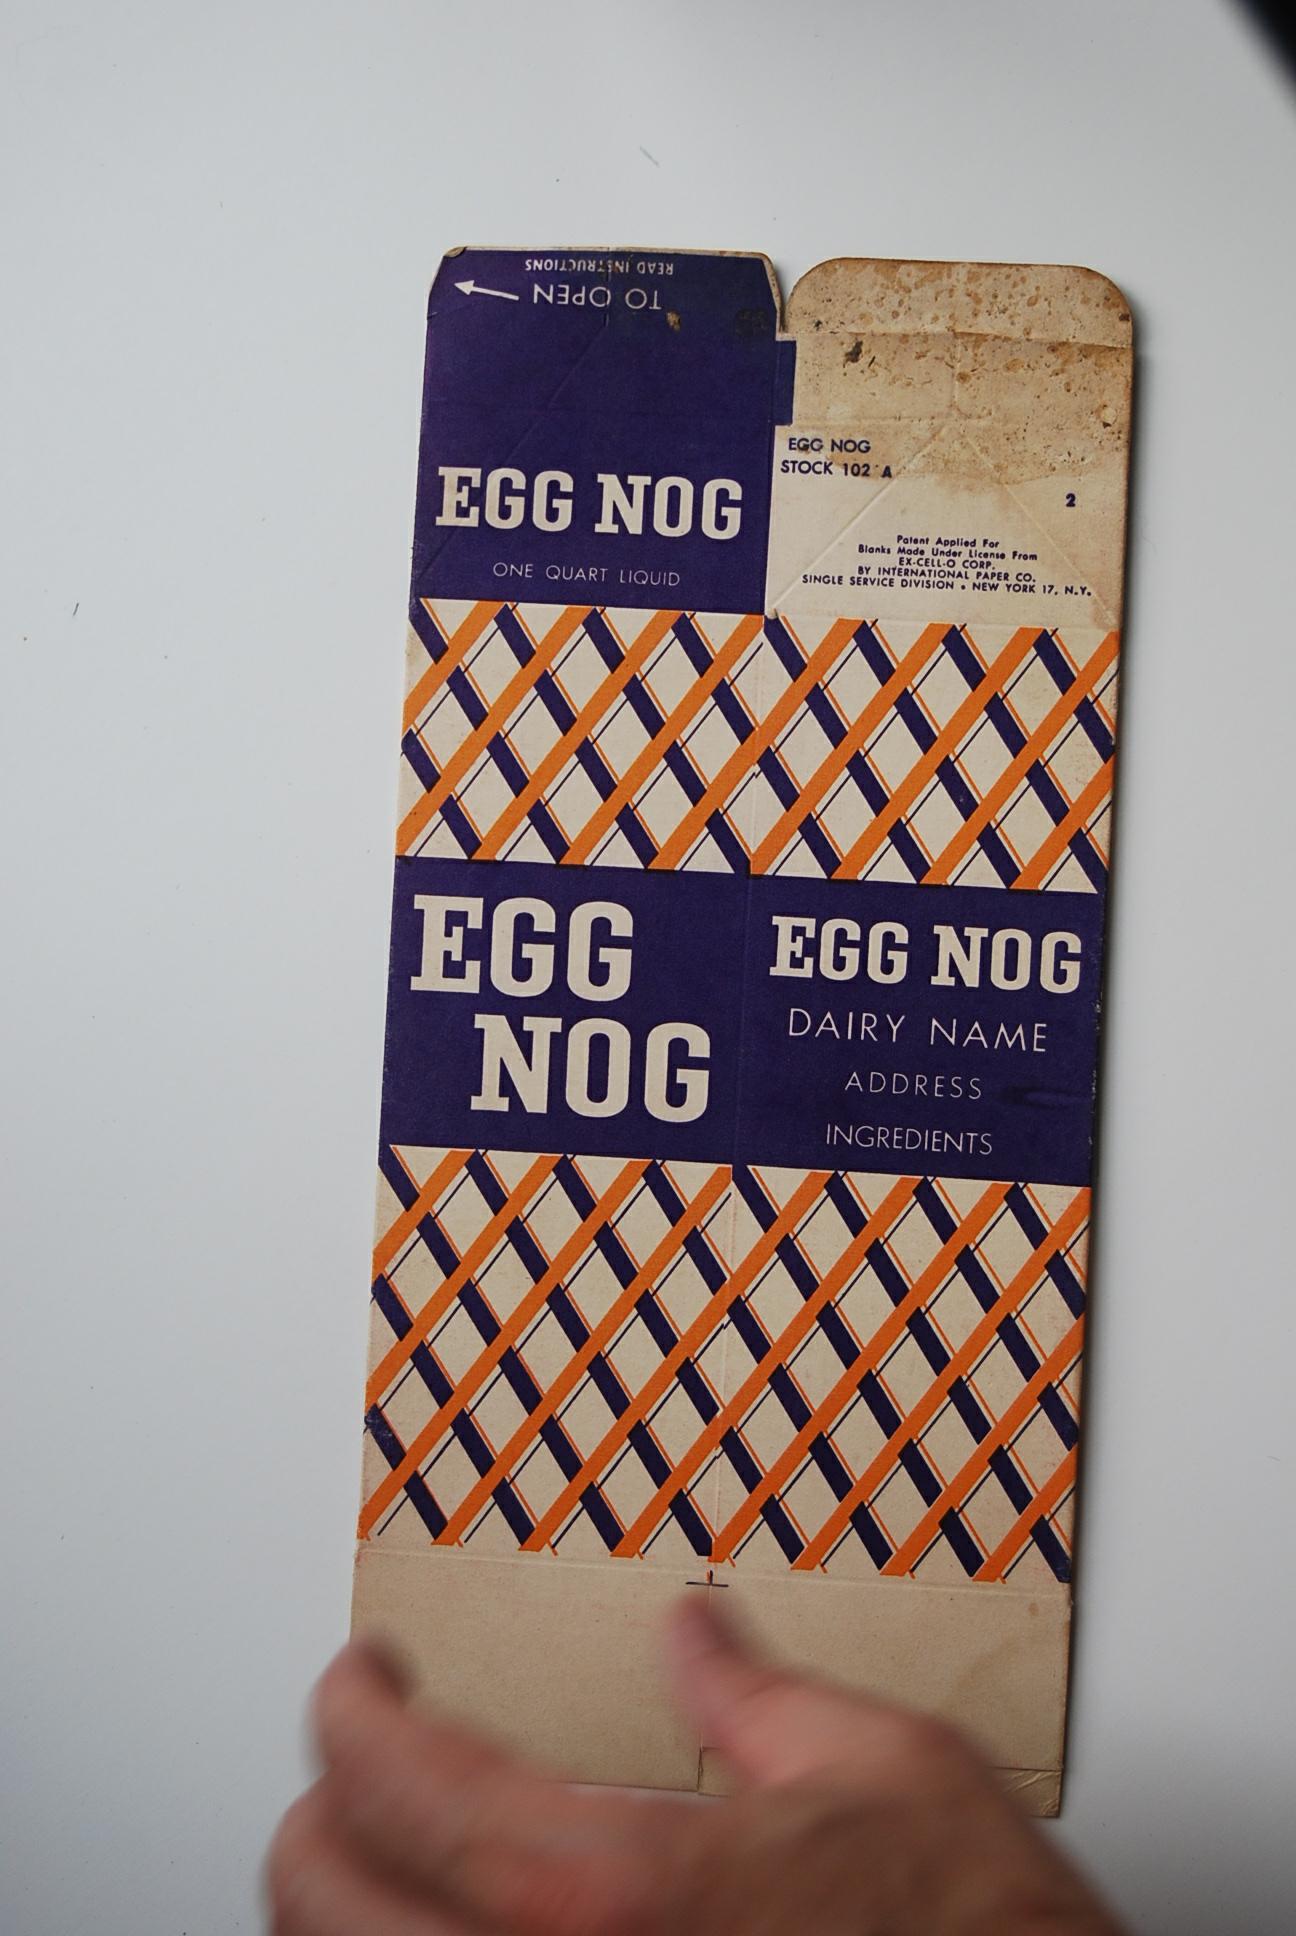 READ INSTRUCTIONS
TO OPEN
EGG NOG
ONE QUART LIQUID
EGG NOG
STOCK 102 A
2
Patent Applied For
Blanks Made Under License From
EX-CELL-O CORP.
BY INTERNATIONAL PAPER CO.
SINGLE SERVICE DIVISION • NEW YORK 17, N.Y.
EGG
NOG
EGG NOG
DAIRY NAME
ADDRESS
INGREDIENTS